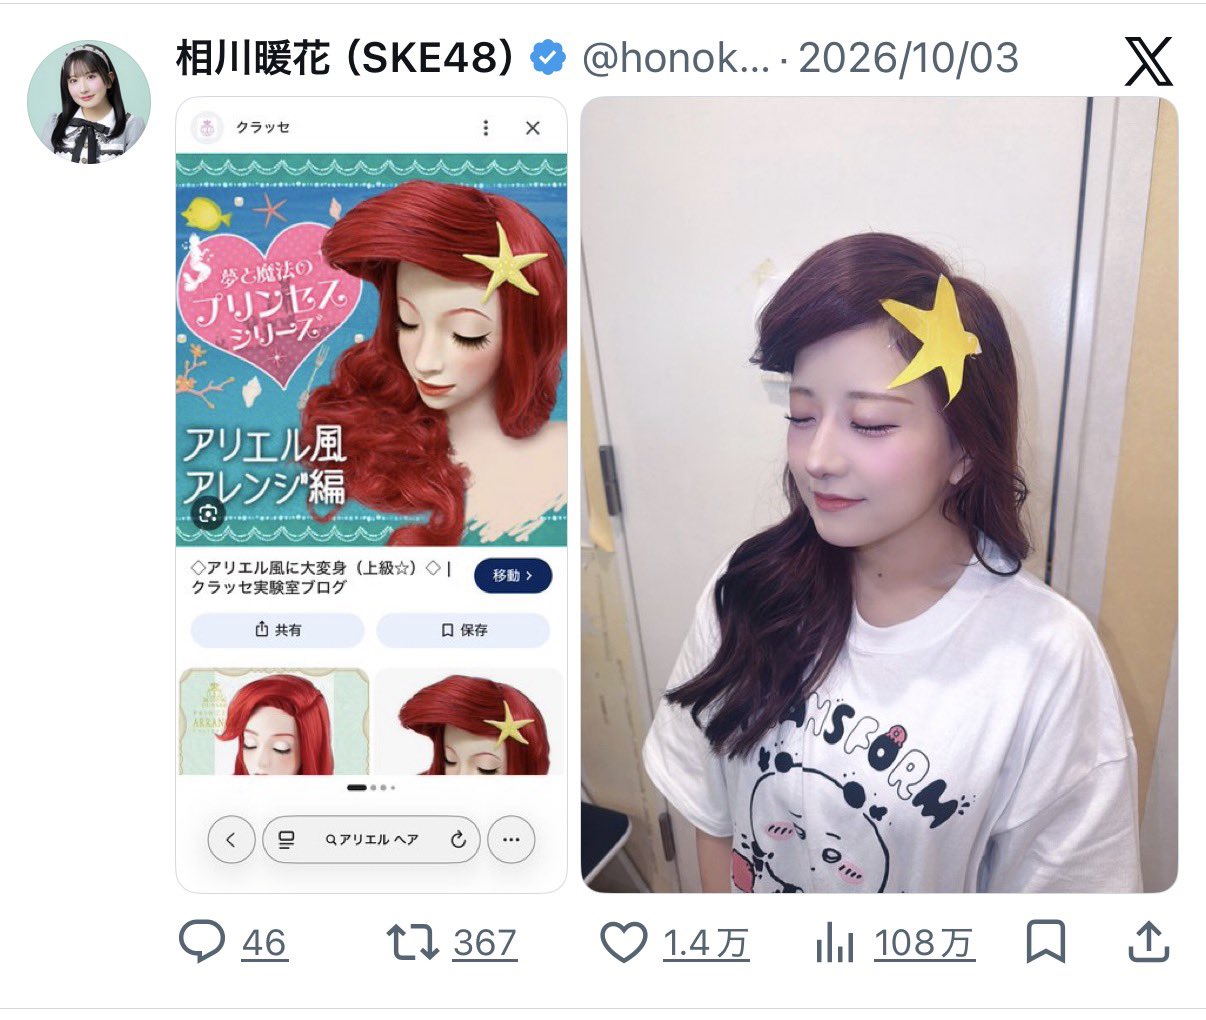 相川暖花（SKE48） @honok... · 2026/10/03
クラッセ
夢と魔法の
プリンセス
シリーズ
アリエル風
アレンジ編
◇アリエル風に大変身（上級☆）◇ |
クラッセ実験室ブログ
移動 >
共有
保存
アリエル ヘア
TRANSFORM
46
367
1.4万
108万